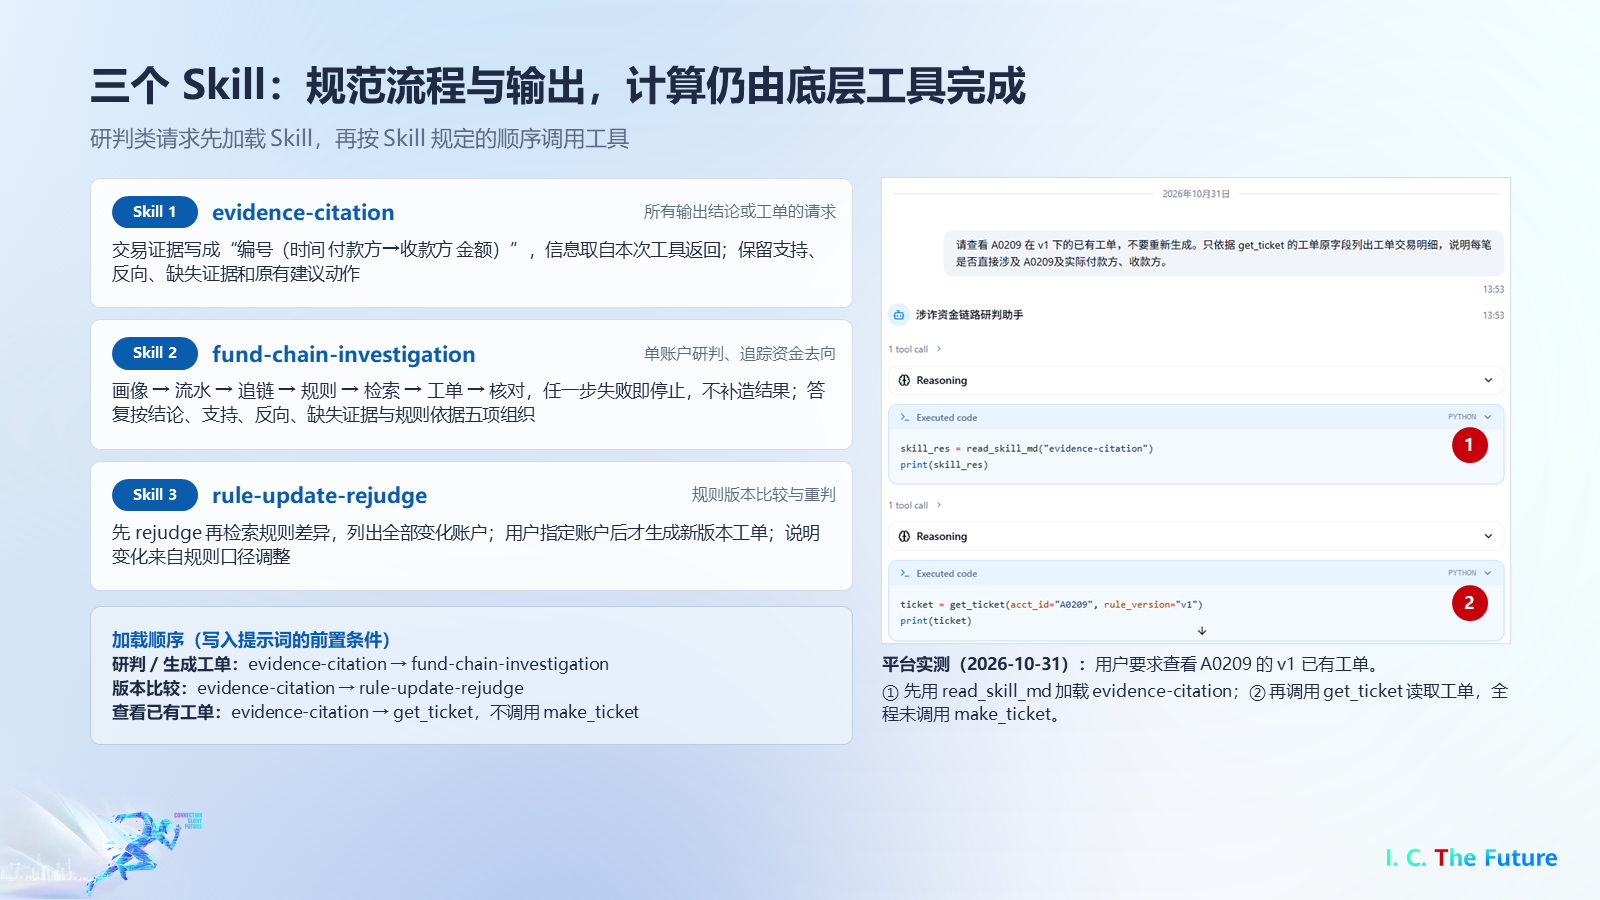 三个 Skill：规范流程与输出，计算仍由底层工具完成
研判类请求先加载 Skill，再按 Skill 规定的顺序调用工具
Skill 1
evidence-citation
所有输出结论或工单的请求
交易证据写成“编号（时间 付款方→收款方 金额）”，信息取自本次工具返回；保留支持、
反向、缺失证据和原有建议动作
Skill 2
fund-chain-investigation
单账户研判、追踪资金去向
画像 → 流水 → 追链 → 规则 → 检索 → 工单 → 核对，任一步失败即停止，不补造结果；答
复按结论、支持、反向、缺失证据与规则依据五项组织
Skill 3
rule-update-rejudge
规则版本比较与重判
先 rejudge 再检索规则差异，列出全部变化账户；用户指定账户后才生成新版本工单；说明
变化来自规则口径调整
加载顺序（写入提示词的前置条件）
研判 / 生成工单：evidence-citation → fund-chain-investigation
版本比较：evidence-citation → rule-update-rejudge
查看已有工单：evidence-citation → get_ticket，不调用 make_ticket
2026年10月31日
请查看 A0209 在 v1 下的已有工单，不要重新生成。只依据 get_ticket 的工单原字段列出工单交易明细，说明每笔
是否直接涉及 A0209及实际付款方、收款方。
13:53
涉诈资金链路研判助手
13:53
1 tool call
Reasoning
Executed code
PYTHON
skill_res = read_skill_md("evidence-citation")
print(skill_res)
1
1 tool call
Reasoning
Executed code
PYTHON
ticket = get_ticket(acct_id="A0209", rule_version="v1")
print(ticket)
2
平台实测（2026-10-31）：用户要求查看 A0209 的 v1 已有工单。
① 先用 read_skill_md 加载 evidence-citation；② 再调用 get_ticket 读取工单，全
程未调用 make_ticket。
CONNECTION
GLORY
FUTURE
I. C. The Future